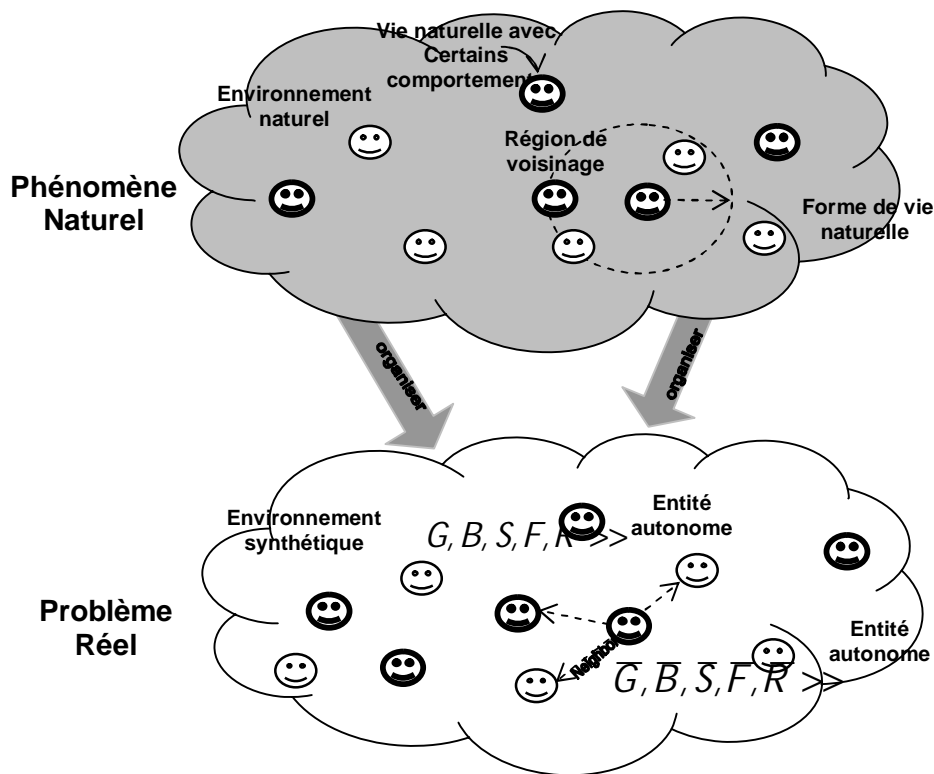 Vie naturelle avec
Certains
comportement
Environnement
naturel
Région de
voisinage
Phénomène
Naturel
Forme de vie
naturelle
organiser
organiser
Environnement
synthétique
Entité
autonome
G, B, S, F, R >>
Problème
Réel
Neighbor
Entité
autonome
G̅, B̅, S̅, F̅, R̅ >>